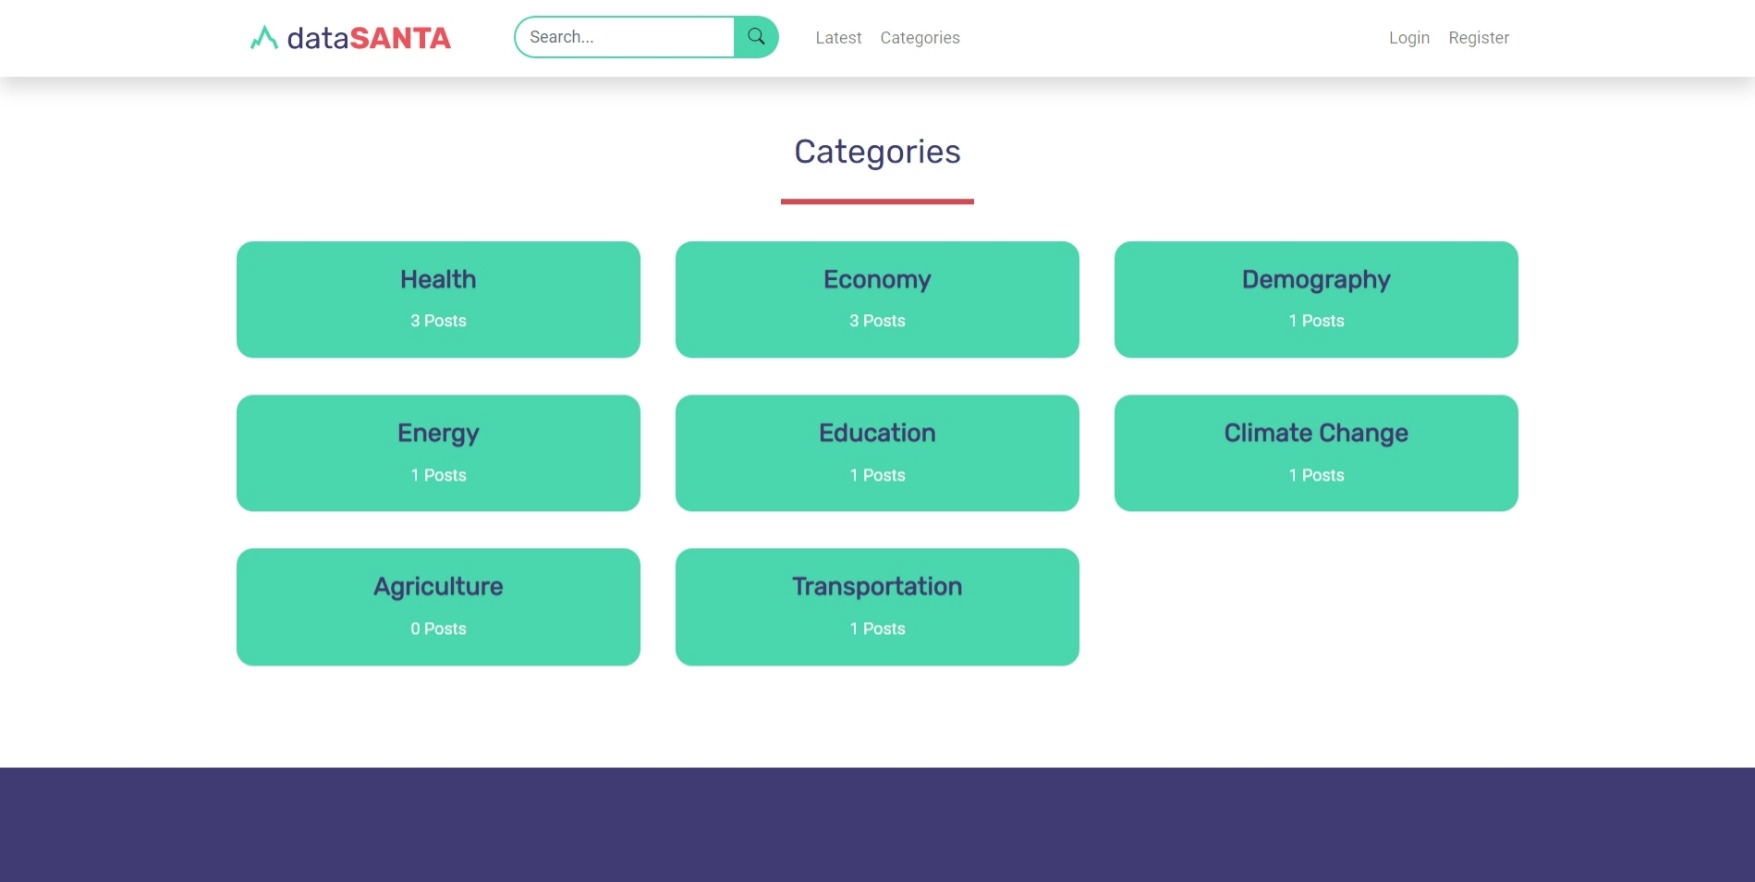 dataSANTA
Search...
Latest
Categories
Login
Register
Categories
Health
3 Posts
Economy
3 Posts
Demography
1 Posts
Energy
1 Posts
Education
1 Posts
Climate Change
1 Posts
Agriculture
0 Posts
Transportation
1 Posts